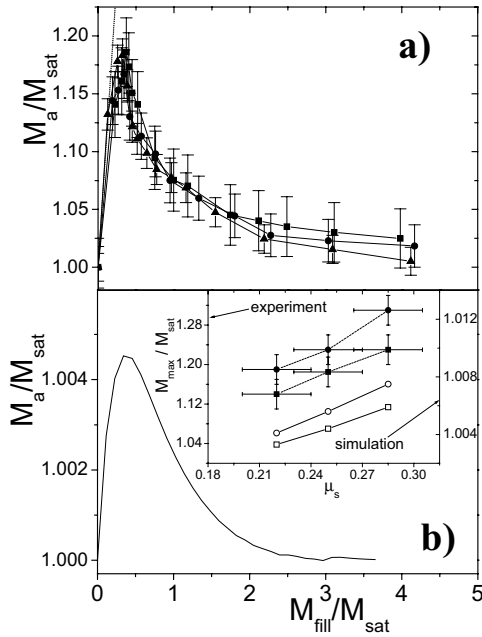 a)
1.20
1.15
1.10
1.05
1.00
M_a/M_sat
experiment
1.28
1.20
1.12
1.04
M_max / M_sat
1.012
1.008
1.004
simulation
0.18 0.21 0.24 0.27 0.30
μ_s
1.004
1.002
1.000
M_a/M_sat
b)
0 1 2 3 4 5
M_fill/M_sat